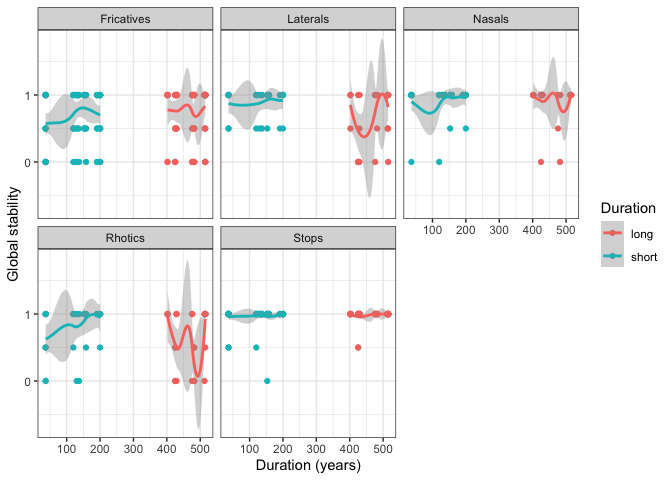 Fricatives Laterals Nasals
1
0
100 200 300 400 500
Global stability
Duration
long
short
Rhotics Stops
1
0
100 200 300 400 500 100 200 300 400 500
Duration (years)